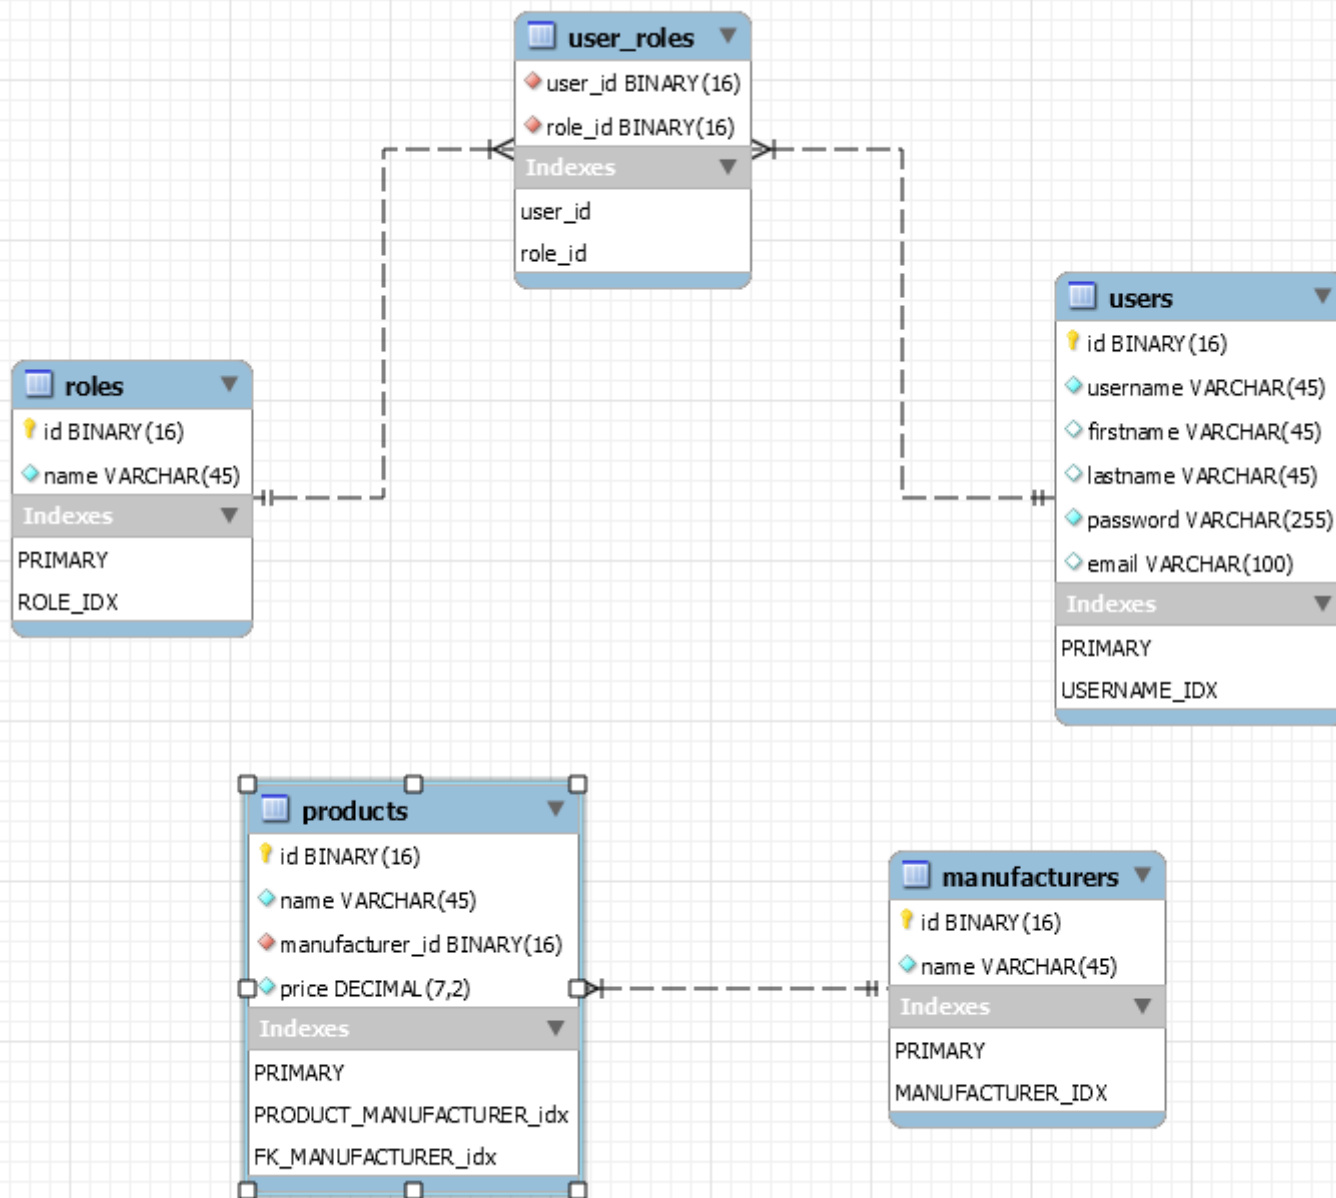 user_roles
user_id BINARY(16)
role_id BINARY(16)
Indexes
user_id
role_id
roles
id BINARY(16)
name VARCHAR(45)
Indexes
PRIMARY
ROLE_IDX
users
id BINARY(16)
username VARCHAR(45)
firstname VARCHAR(45)
lastname VARCHAR(45)
password VARCHAR(255)
email VARCHAR(100)
Indexes
PRIMARY
USERNAME_IDX
products
id BINARY(16)
name VARCHAR(45)
manufacturer_id BINARY(16)
price DECIMAL(7,2)
Indexes
PRIMARY
PRODUCT_MANUFACTURER_idx
FK_MANUFACTURER_idx
manufacturers
id BINARY(16)
name VARCHAR(45)
Indexes
PRIMARY
MANUFACTURER_IDX